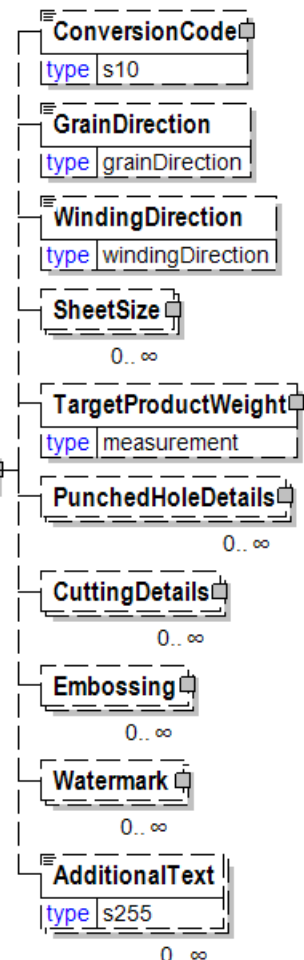 ConversionCode
type s10
GrainDirection
type grainDirection
WindingDirection
type windingDirection
SheetSize
0.. ∞
TargetProductWeight
type measurement
PunchedHoleDetails
0.. ∞
CuttingDetails
0.. ∞
Embossing
0.. ∞
Watermark
0.. ∞
AdditionalText
type s255
0.. ∞